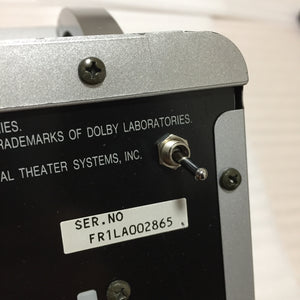 IES.
TRADEMARKS OF DOLBY LABORATORIES.
AL THEATER SYSTEMS, INC.
SER.NO
FR1LA002865